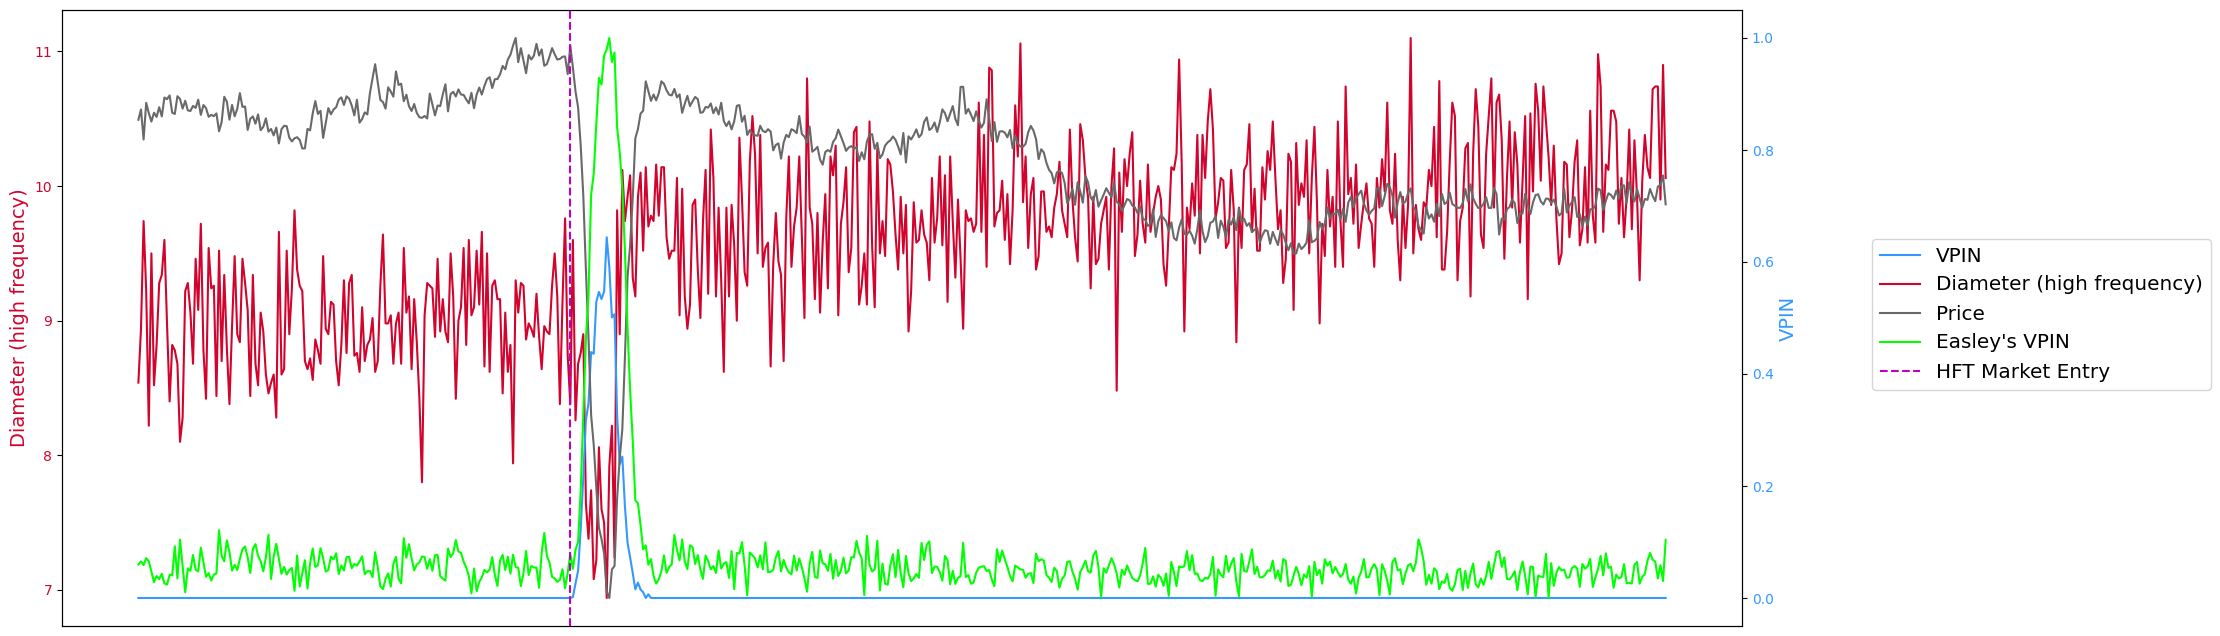 Diameter (high frequency)
11
10
9
8
7
1.0
0.8
0.6
0.4
0.2
0.0
VPIN
VPIN
Diameter (high frequency)
Price
Easley's VPIN
HFT Market Entry